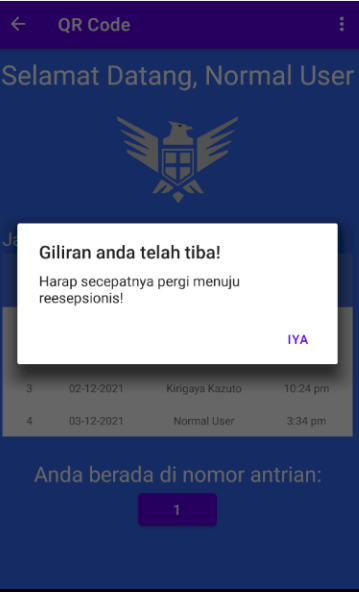 QR Code
Selamat Datang, Normal User
Giliran anda telah tiba!
Harap secepatnya pergi menuju
reesepsionis!
IYA
3 02-12-2021 Kirigaya Kazuto 10:24 pm
4 03-12-2021 Normal User 3:34 pm
Anda berada di nomor antrian:
1